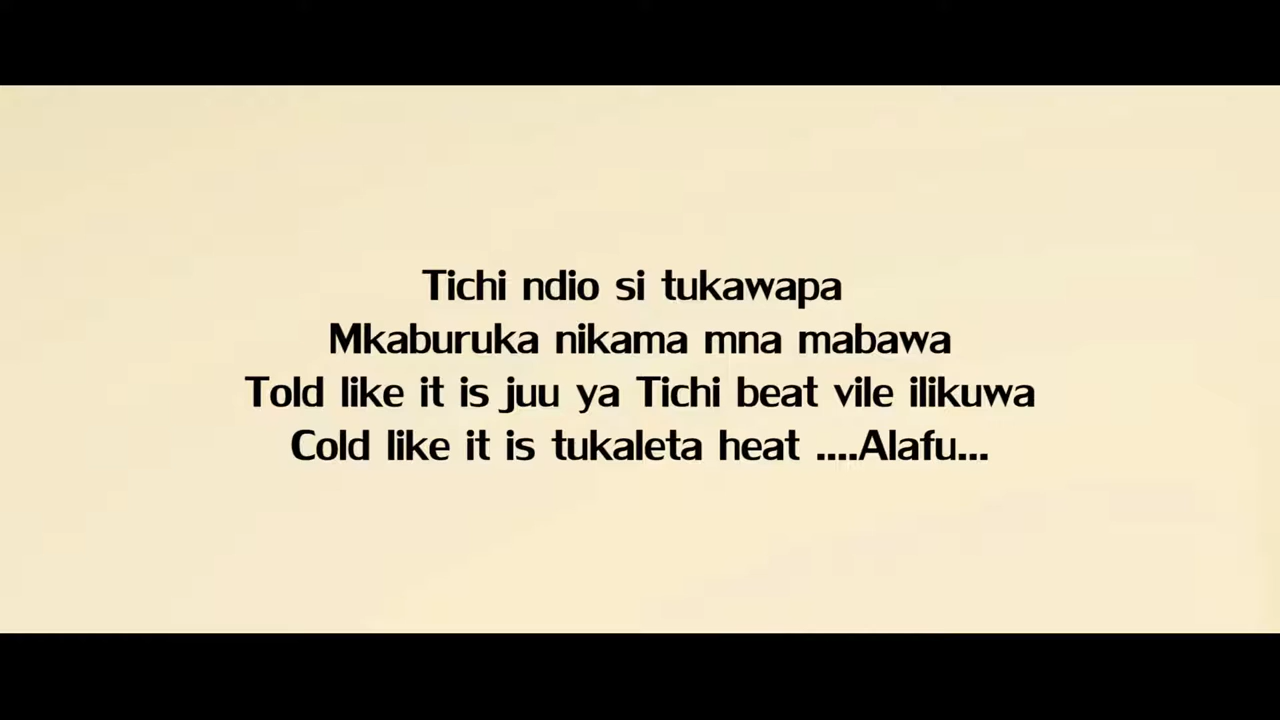 Tichi ndio si tukawapa
Mkaburuka nikama mna mabawa
Told like it is juu ya Tichi beat vile ilikuwa
Cold like it is tukaleta heat ....Alafu...